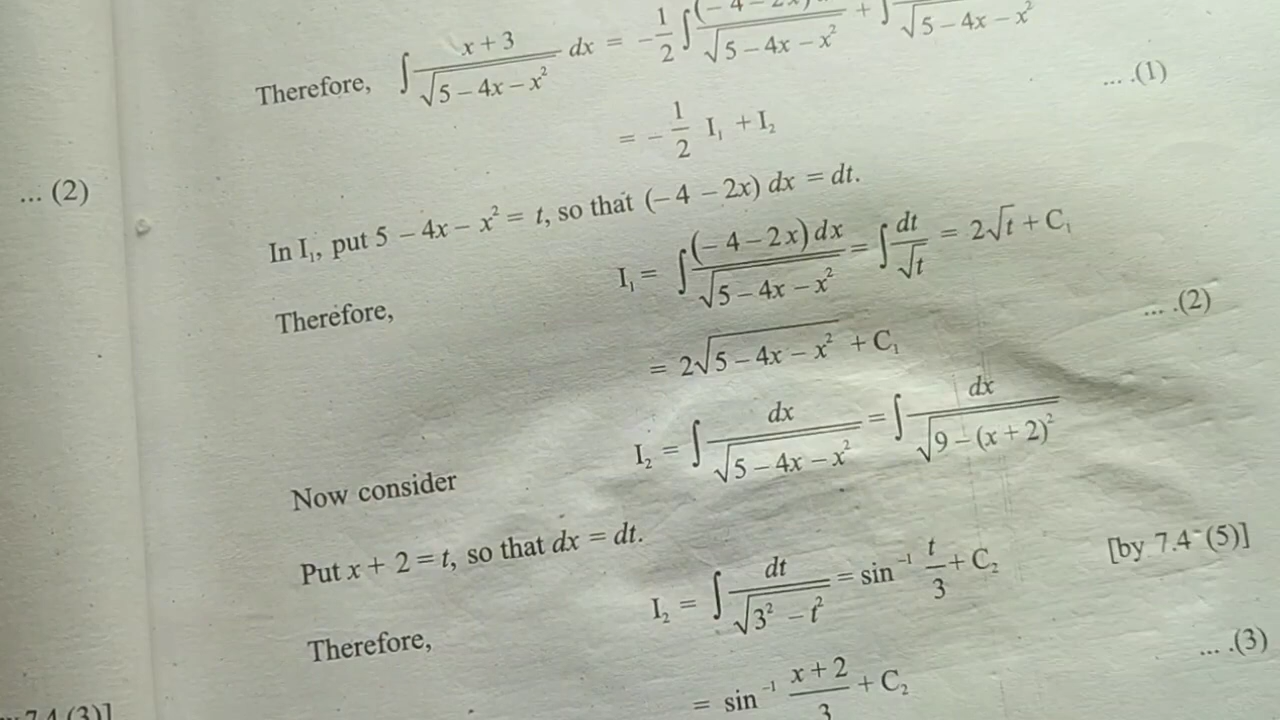 Therefore, ∫ (x + 3)/√(5 – 4x – x²) dx = – 1/2 ∫ (– 4 – 2x)/√(5 – 4x – x²) + ∫ /√(5 – 4x – x²)
... .(1)
= – 1/2 I₁ + I₂
... (2)
In I₁, put 5 – 4x – x² = t, so that (– 4 – 2x) dx = dt.
Therefore, I₁ = ∫ (– 4 – 2x) dx/√(5 – 4x – x²) = ∫ dt/√t = 2√t + C₁
= 2√(5 – 4x – x²) + C₁ ... .(2)
Now consider I₂ = ∫ dx/√(5 – 4x – x²) = ∫ dx/√(9 – (x + 2)²)
Put x + 2 = t, so that dx = dt.
Therefore, I₂ = ∫ dt/√(3² – t²) = sin⁻¹ t/3 + C₂ [by 7.4 (5)]
= sin⁻¹ (x + 2)/3 + C₂ ... .(3)
7.4 (3)]